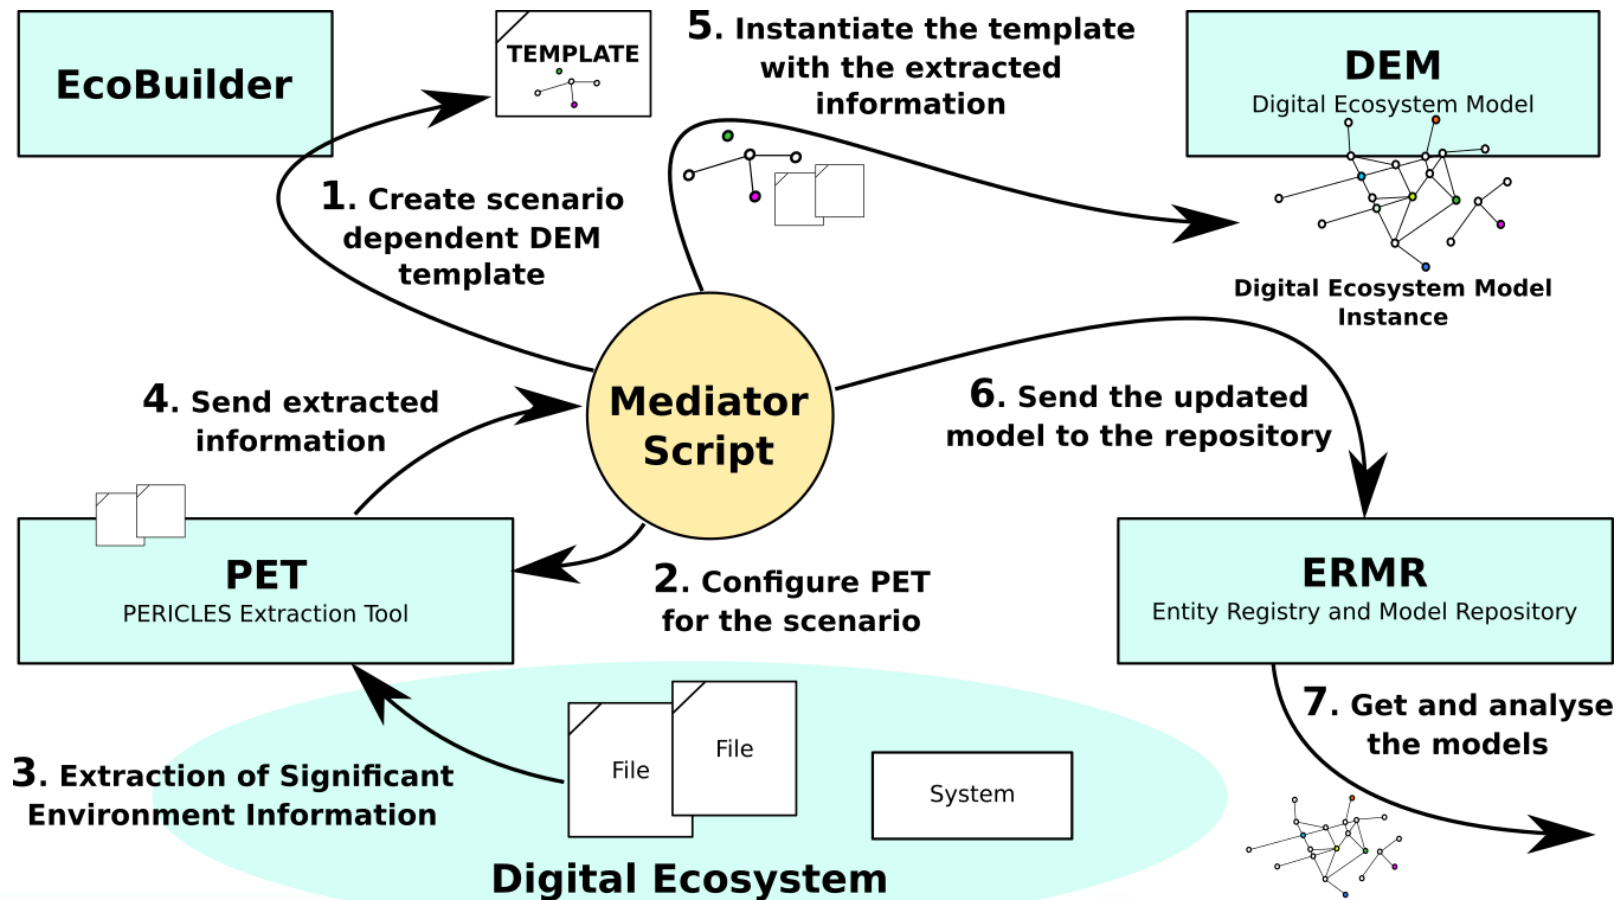 EcoBuilder
TEMPLATE
5. Instantiate the template
with the extracted
information
DEM
Digital Ecosystem Model
1. Create scenario
dependent DEM
template
Digital Ecosystem Model
Instance
4. Send extracted
information
Mediator
Script
6. Send the updated
model to the repository
PET
PERICLES Extraction Tool
2. Configure PET
for the scenario
ERMR
Entity Registry and Model Repository
3. Extraction of Significant
Environment Information
File
File
System
Digital Ecosystem
7. Get and analyse
the models